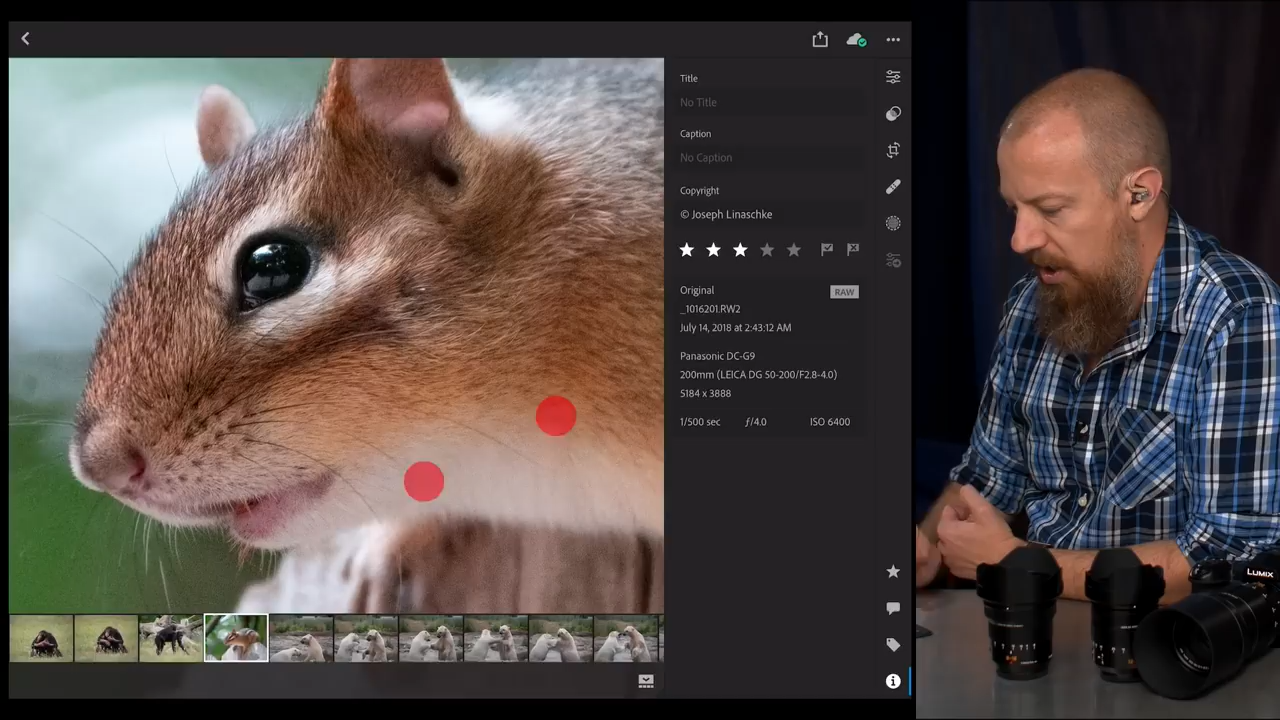 Title
No Title
Caption
No Caption
Copyright
© Joseph Linaschke
Original RAW
_1016201.RW2
July 14, 2018 at 2:43:12 AM
Panasonic DC-G9
200mm (LEICA DG 50-200/F2.8-4.0)
5184 x 3888
1/500 sec ƒ/4.0 ISO 6400
LUMIX